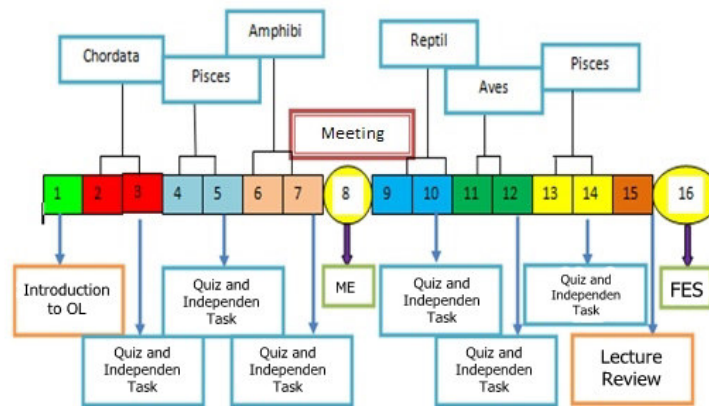 Amphibi
Reptil
Chordata
Pisces
Pisces
Aves
Meeting
1
2
3
4
5
6
7
8
9
10
11
12
13
14
15
16
Introduction
to OL
Quiz and
Independen
Task
ME
Quiz and
Independen
Task
Quiz and
Independen
Task
FES
Quiz and
Independen
Task
Quiz and
Independen
Task
Quiz and
Independen
Task
Lecture
Review